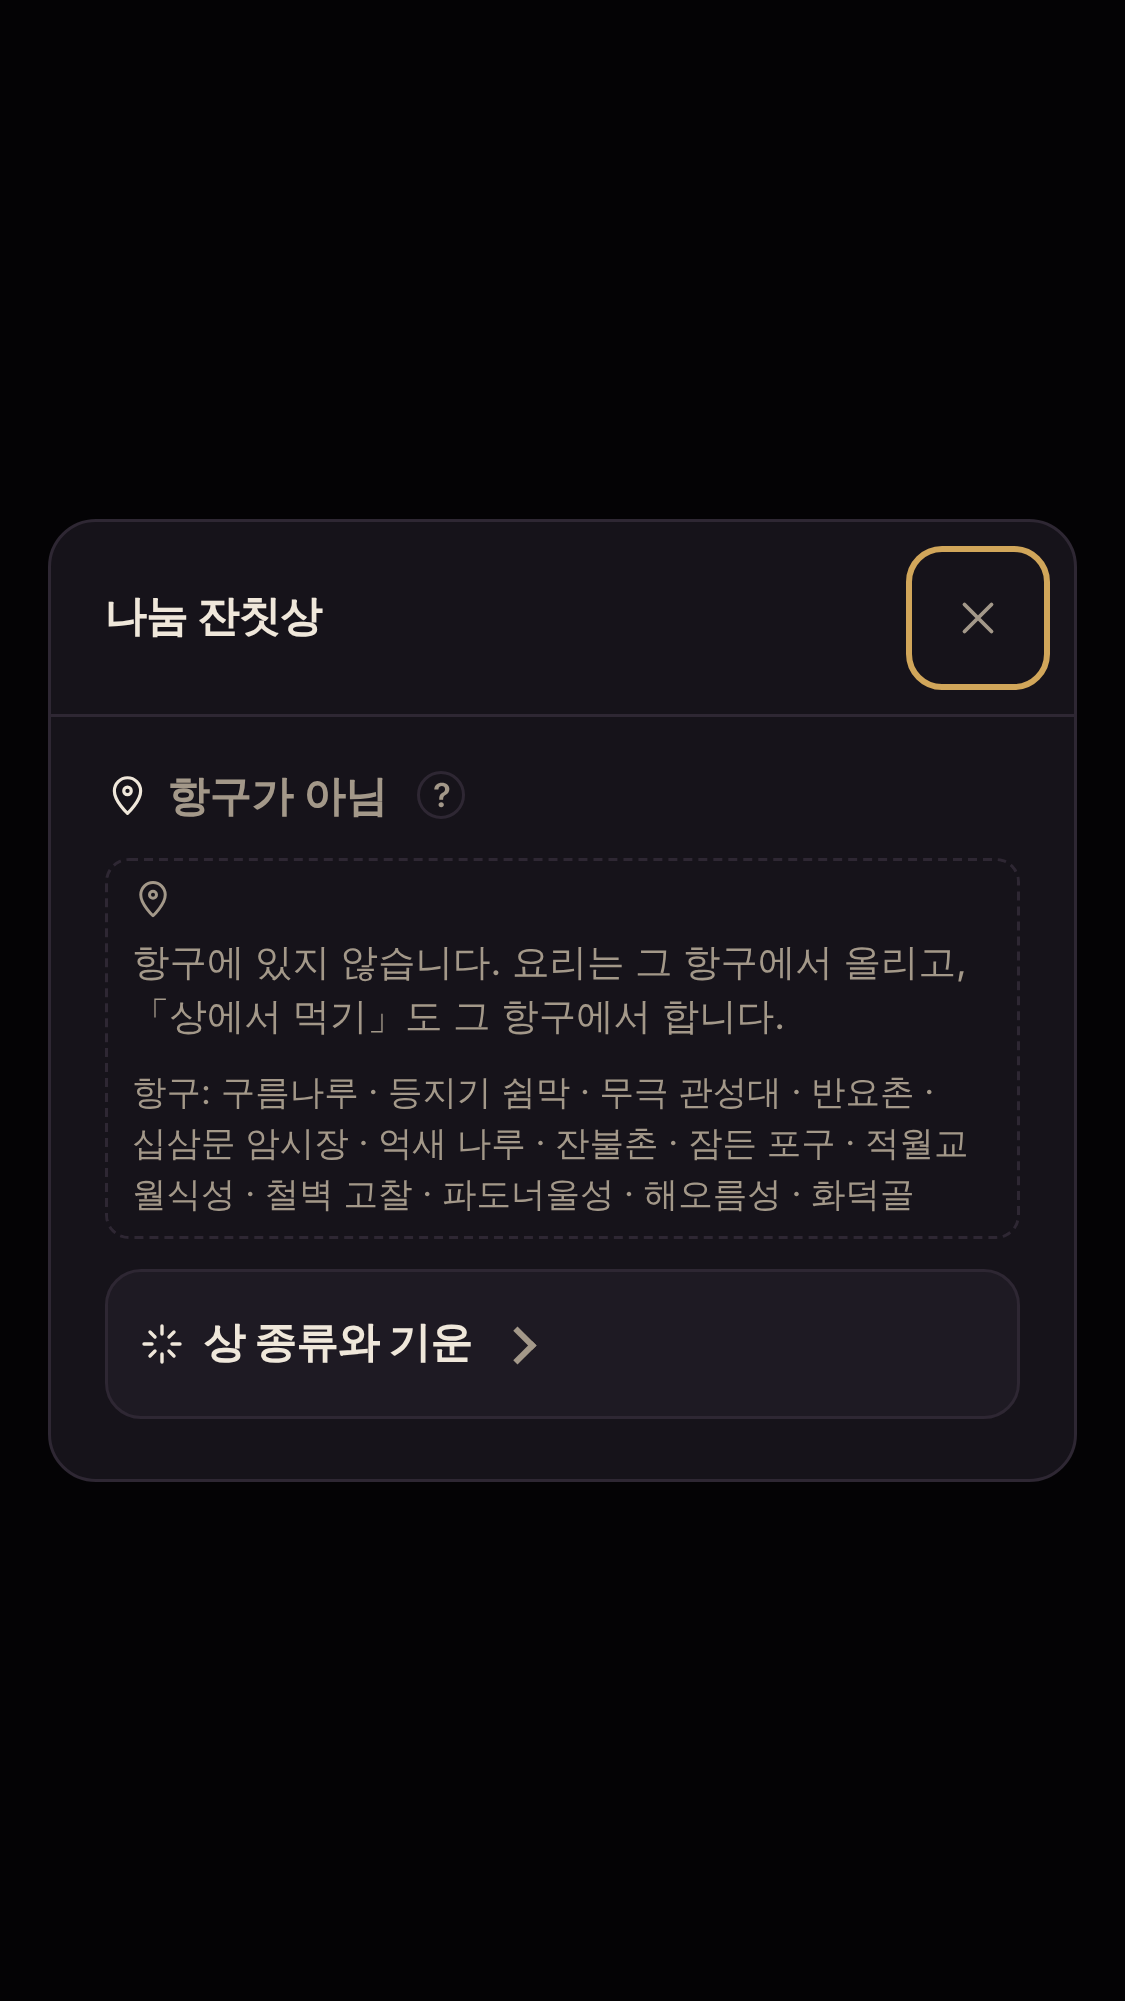 나눔 잔칫상
항구가 아님 ?
항구에 있지 않습니다. 요리는 그 항구에서 올리고,
「상에서 먹기」도 그 항구에서 합니다.
항구: 구름나루 · 등지기 쉼막 · 무극 관성대 · 반요촌 ·
십삼문 암시장 · 억새 나루 · 잔불촌 · 잠든 포구 · 적월교
월식성 · 철벽 고찰 · 파도너울성 · 해오름성 · 화덕골
상 종류와 기운